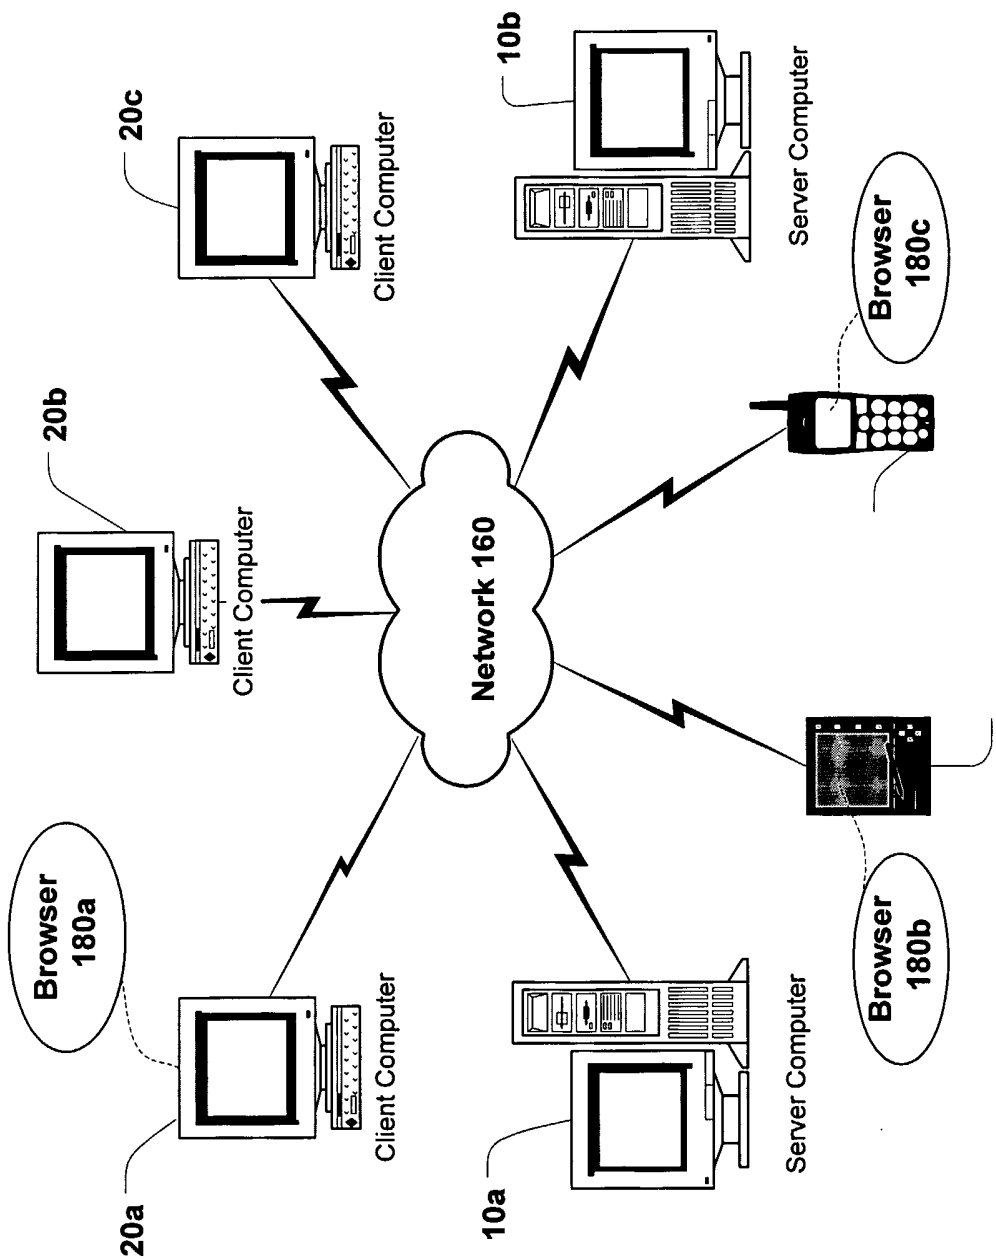 Browser
180a
20b
20a
20c
Client Computer
Client Computer
Client Computer
Network 160
10a
10b
Server Computer
Server Computer
Browser
180b
Browser
180c